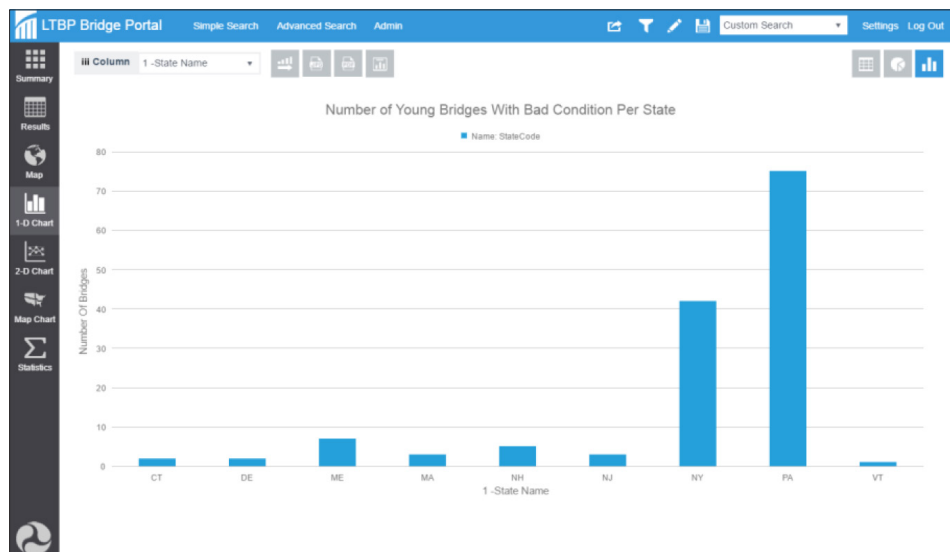 LTBP Bridge Portal Simple Search Advanced Search Admin Custom Search Settings Log Out
iii Column 1 -State Name
Summary
Results
Map
1-D Chart
2-D Chart
Map Chart
Statistics
Number of Young Bridges With Bad Condition Per State
Name: StateCode
Number Of Bridges
80
70
60
50
40
30
20
10
0
CT DE ME MA NH NJ NY PA VT
1 -State Name